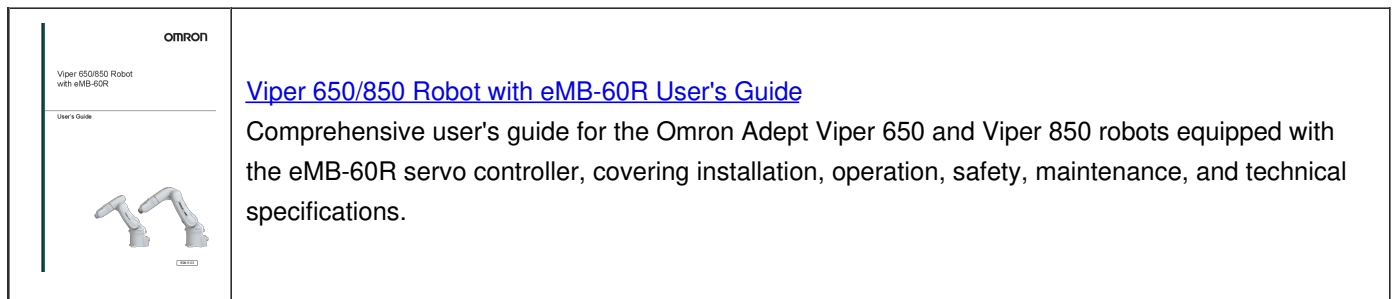 OMRON
Viper 650/850 Robot
with eMB-60R
User's Guide
Viper 650/850 Robot with eMB-60R User's Guide
Comprehensive user's guide for the Omron Adept Viper 650 and Viper 850 robots equipped with
the eMB-60R servo controller, covering installation, operation, safety, maintenance, and technical
specifications.